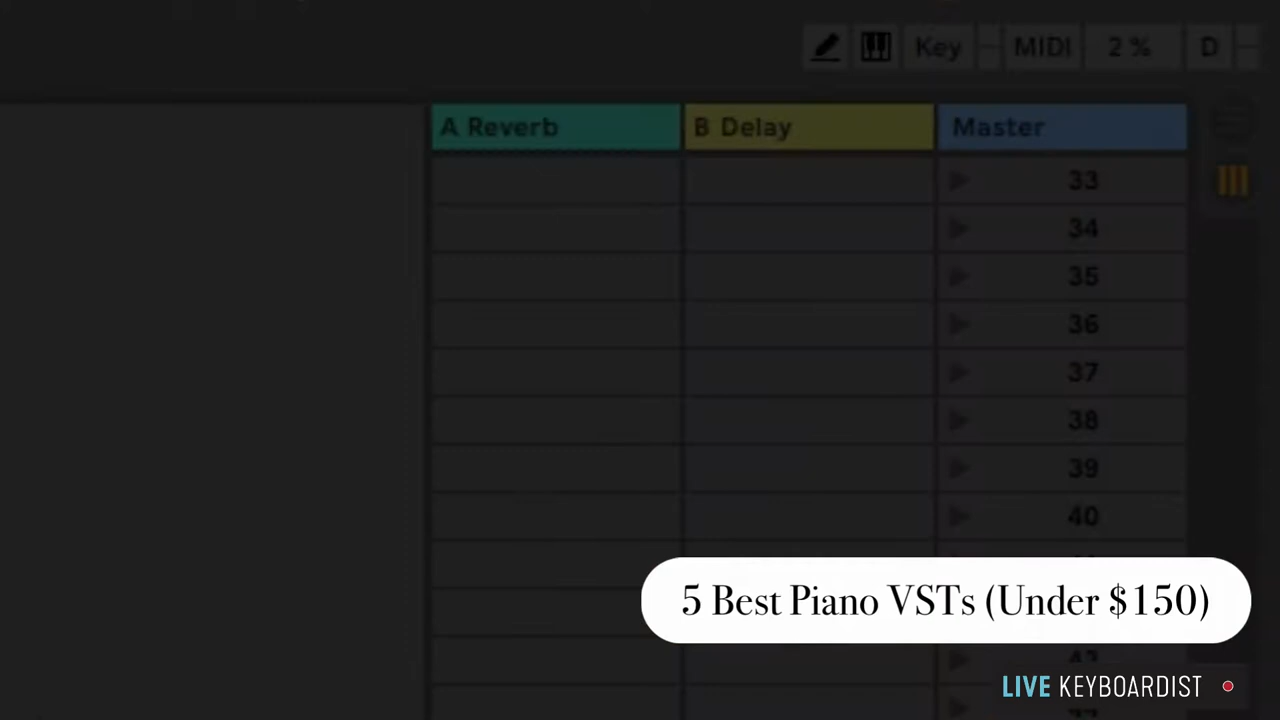 Key MIDI 2 % D
A Reverb B Delay Master
33
34
35
36
37
38
39
40
5 Best Piano VSTs (Under $150)
LIVE KEYBOARDIST